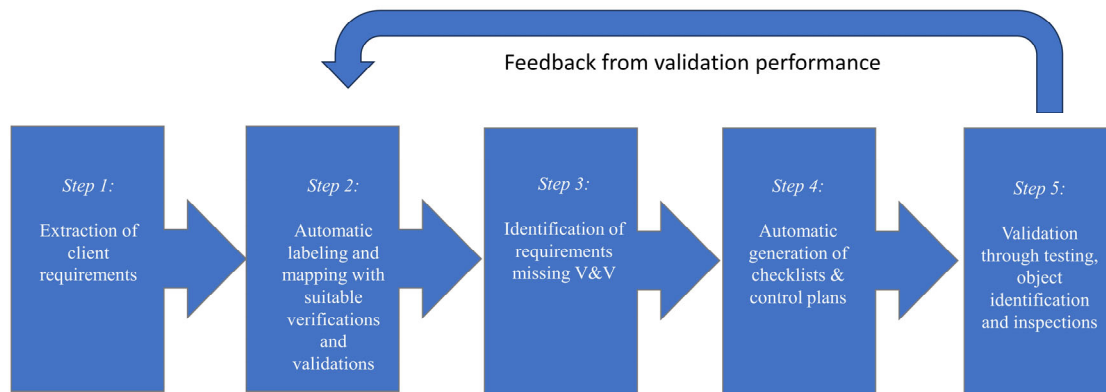 Feedback from validation performance
Step 1:
Extraction of
client
requirements
Step 2:
Automatic
labeling and
mapping with
suitable
verifications
and
validations
Step 3:
Identification of
requirements
missing V&V
Step 4:
Automatic
generation of
checklists &
control plans
Step 5:
Validation
through testing,
object
identification
and inspections